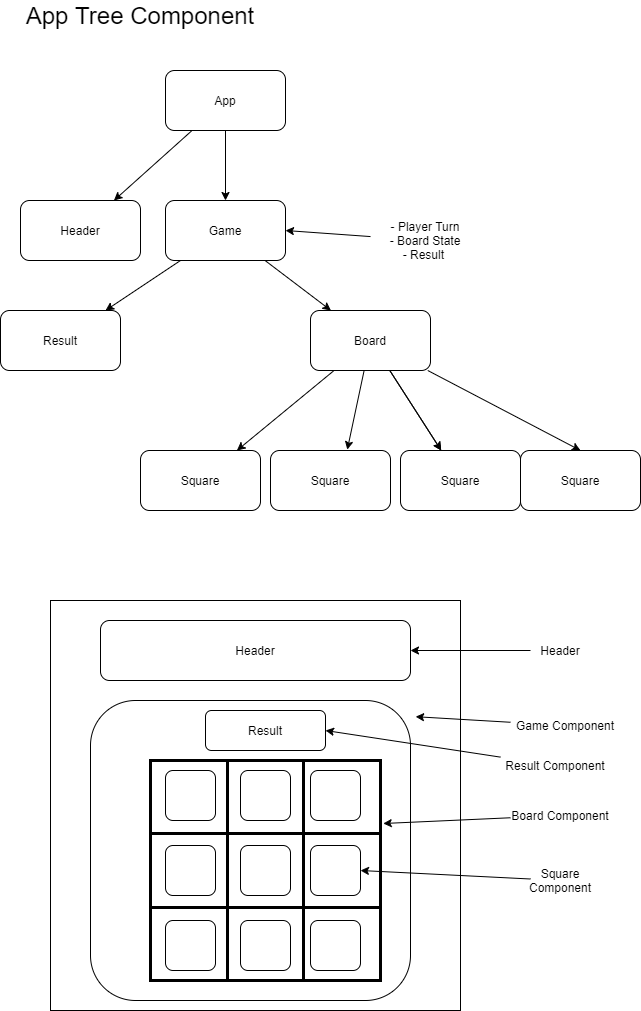 App Tree Component
App
Header
Game
- Player Turn
- Board State
- Result
Result
Board
Square
Square
Square
Square
Header
Header
Game Component
Result
Result Component
Board Component
Square
Component